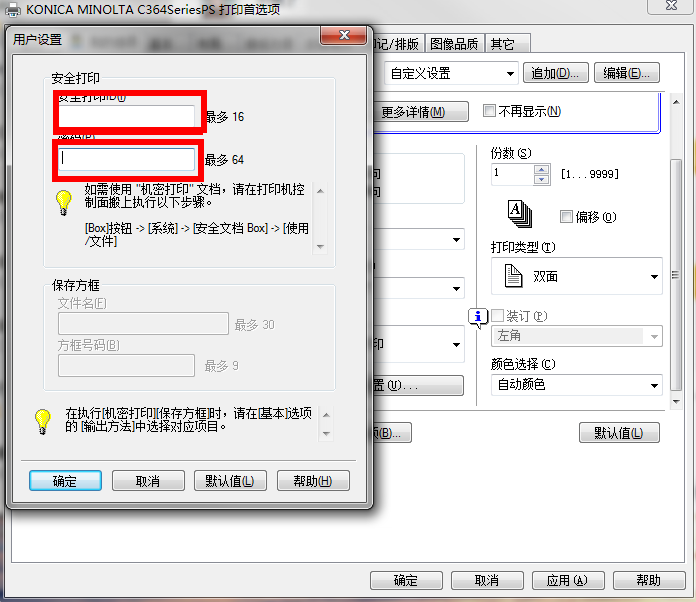 KONICA MINOLTA C364SeriesPS 打印首选项
用户设置
印记/排版
图像品质
其它
自定义设置
追加(D)...
编辑(E)...
更多详情(M)
不再显示(N)
安全打印
安全打印ID(I)
最多 16
密码(P)
最多 64
如需使用 "机密打印" 文档，请在打印机控
制面搬上执行以下步骤。
[Box]按钮 -> [系统] -> [安全文档 Box] -> [使用
/文件]
保存方框
文件名(F)
最多 30
方框号码(B)
最多 9
在执行[机密打印][保存方框]时，请在[基本]选项
的 [输出方法]中选择对应项目。
确定
取消
默认值(L)
帮助(H)
向
向
印
置(U)...
项(B)...
份数(S)
1
[1...9999]
偏移(O)
打印类型(T)
双面
装订(P)
左角
颜色选择(C)
自动颜色
默认值(L)
确定
取消
应用(A)
帮助